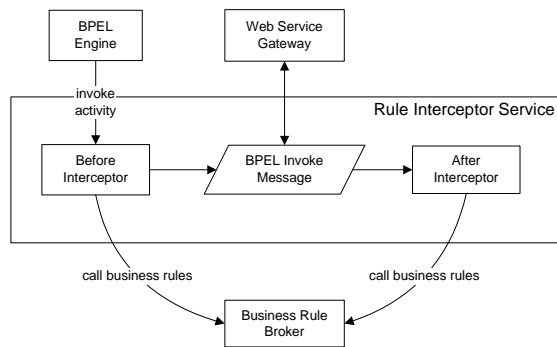 BPEL
Engine
Web Service
Gateway
invoke
activity
Rule Interceptor Service
Before
Interceptor
BPEL Invoke
Message
After
Interceptor
call business rules
call business rules
Business Rule
Broker